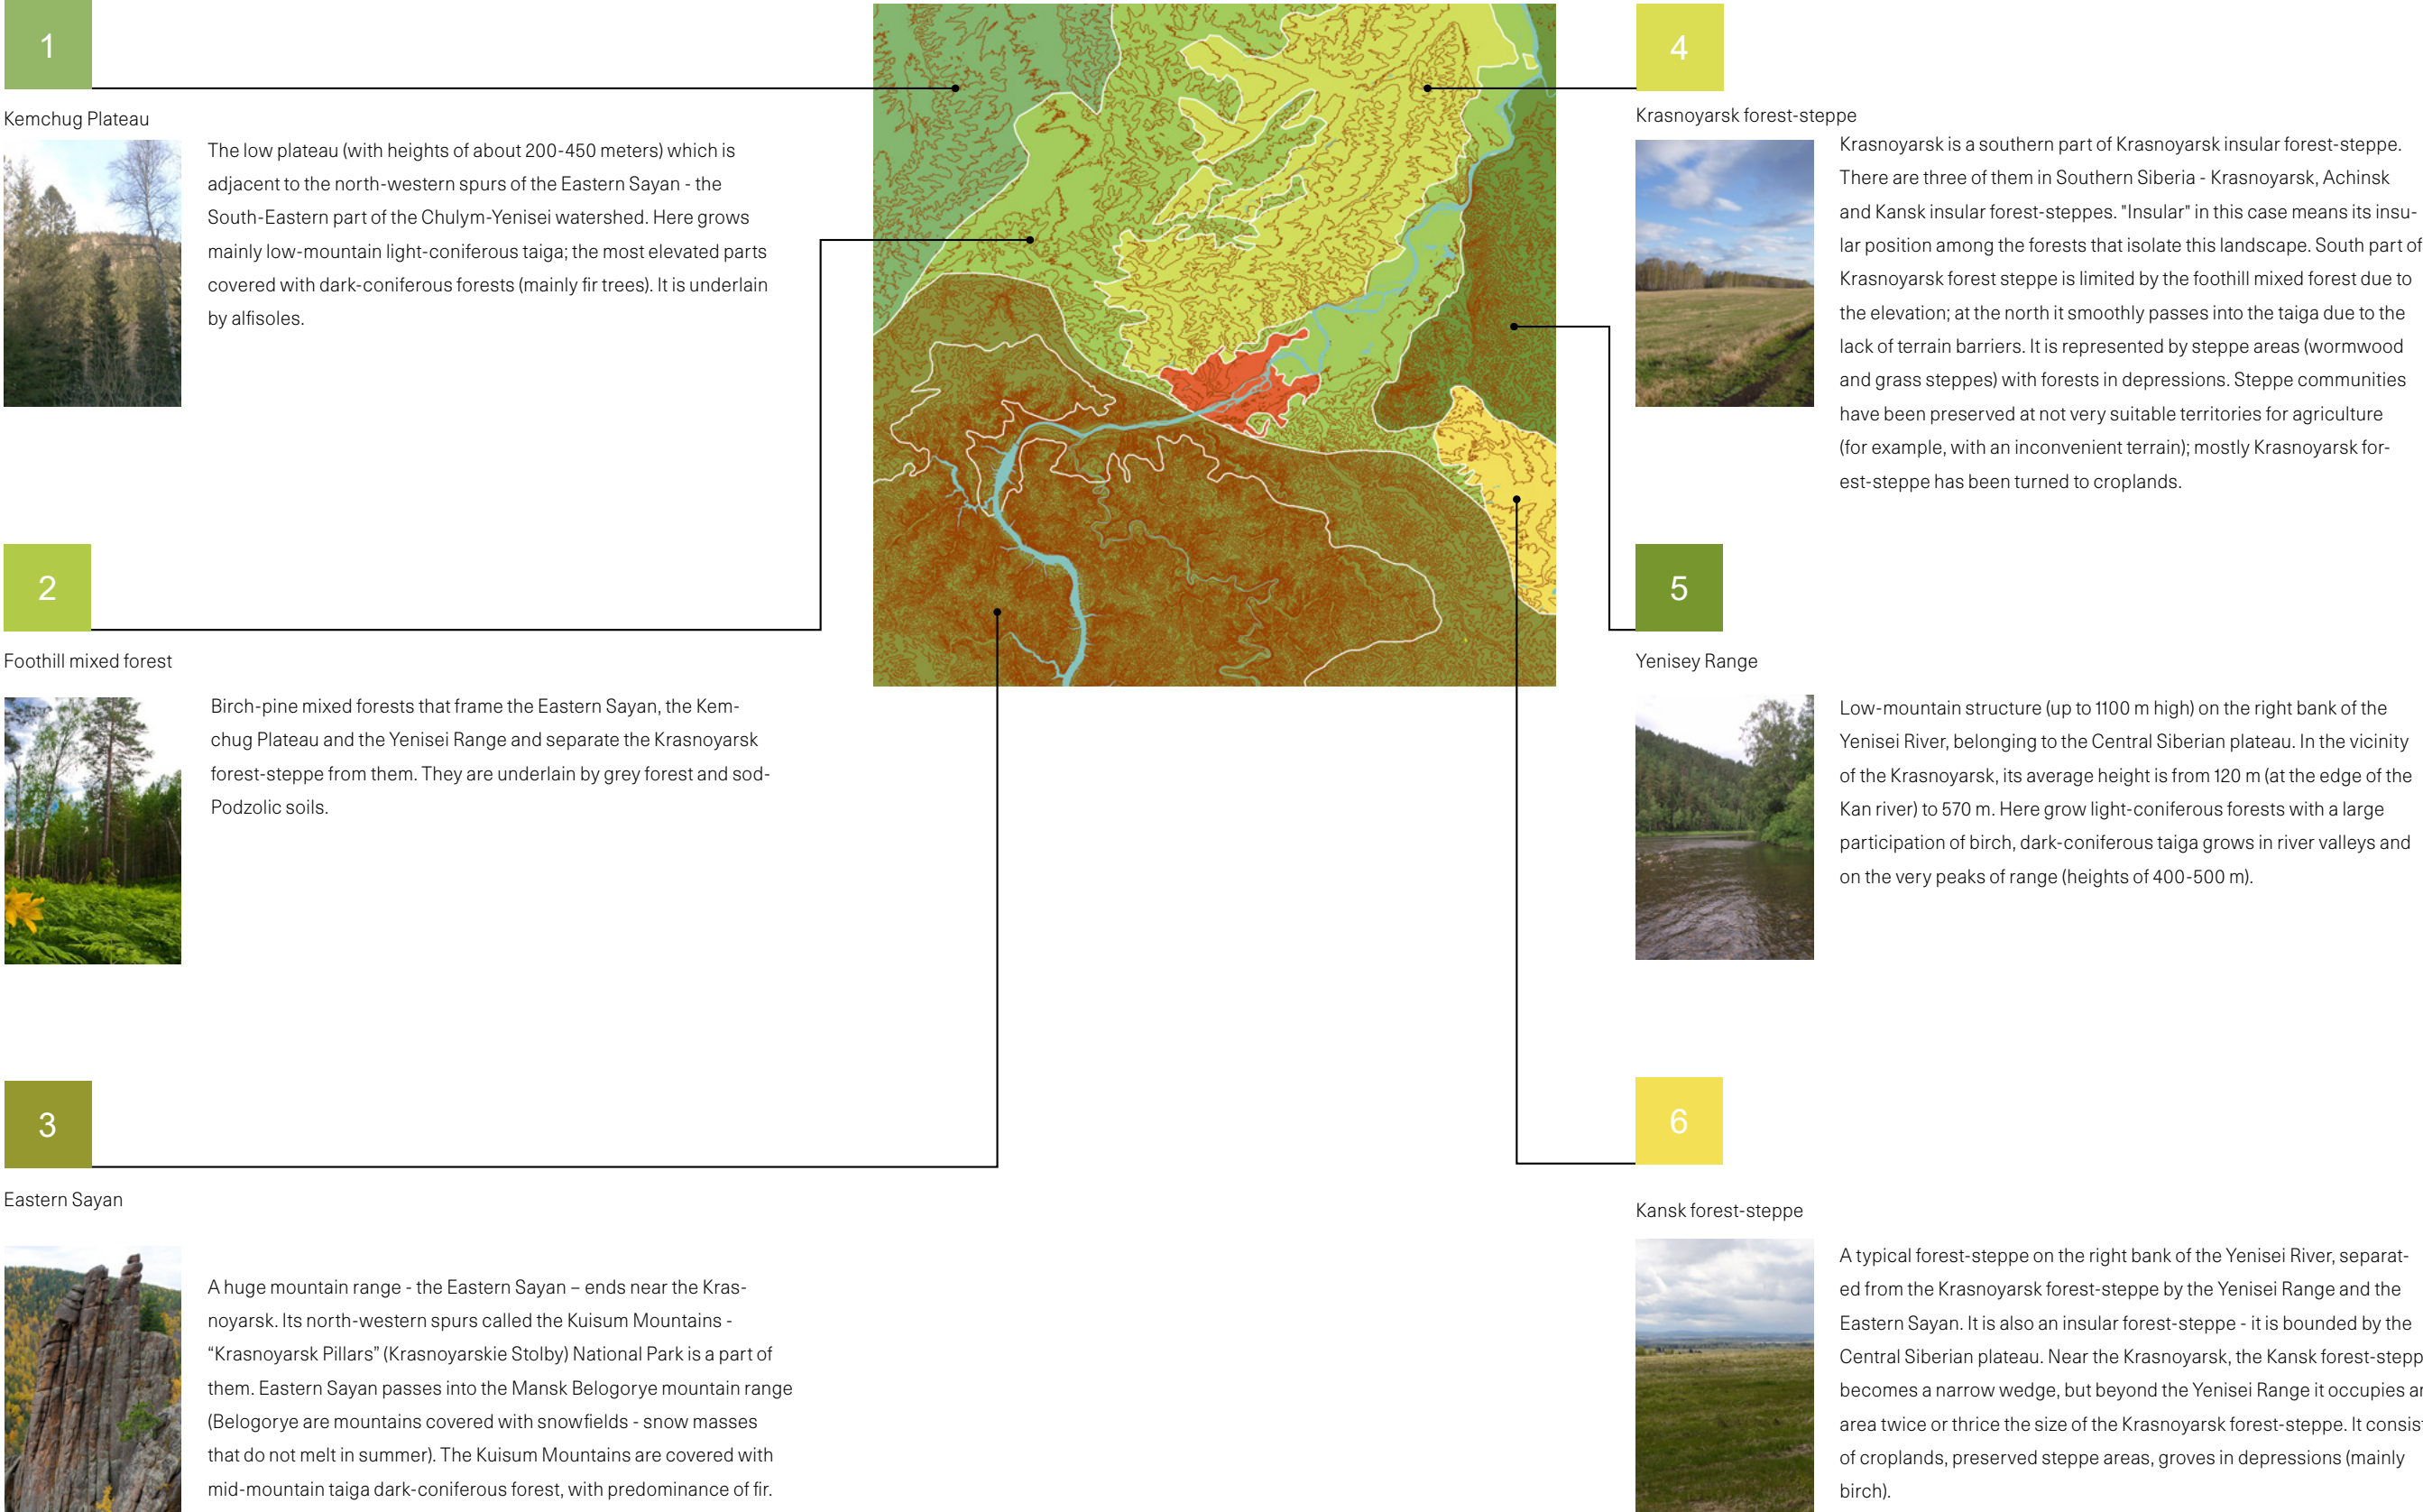 1
Kemchug Plateau
The low plateau (with heights of about 200-450 meters) which is
adjacent to the north-western spurs of the Eastern Sayan - the
South-Eastern part of the Chulym-Yenisei watershed. Here grows
mainly low-mountain light-coniferous taiga; the most elevated parts
covered with dark-coniferous forests (mainly fir trees). It is underlain
by alfisoles.
2
Foothill mixed forest
Birch-pine mixed forests that frame the Eastern Sayan, the Kem-
chug Plateau and the Yenisei Range and separate the Krasnoyarsk
forest-steppe from them. They are underlain by grey forest and sod-
Podzolic soils.
3
Eastern Sayan
A huge mountain range - the Eastern Sayan – ends near the Kras-
noyarsk. Its north-western spurs called the Kuisum Mountains -
“Krasnoyarsk Pillars” (Krasnoyarskie Stolby) National Park is a part of
them. Eastern Sayan passes into the Mansk Belogorye mountain range
(Belogorye are mountains covered with snowfields - snow masses
that do not melt in summer). The Kuisum Mountains are covered with
mid-mountain taiga dark-coniferous forest, with predominance of fir.
4
Krasnoyarsk forest-steppe
Krasnoyarsk is a southern part of Krasnoyarsk insular forest-steppe.
There are three of them in Southern Siberia - Krasnoyarsk, Achinsk
and Kansk insular forest-steppes. "Insular" in this case means its insu-
lar position among the forests that isolate this landscape. South part of
Krasnoyarsk forest steppe is limited by the foothill mixed forest due to
the elevation; at the north it smoothly passes into the taiga due to the
lack of terrain barriers. It is represented by steppe areas (wormwood
and grass steppes) with forests in depressions. Steppe communities
have been preserved at not very suitable territories for agriculture
(for example, with an inconvenient terrain); mostly Krasnoyarsk for-
est-steppe has been turned to croplands.
5
Yenisey Range
Low-mountain structure (up to 1100 m high) on the right bank of the
Yenisei River, belonging to the Central Siberian plateau. In the vicinity
of the Krasnoyarsk, its average height is from 120 m (at the edge of the
Kan river) to 570 m. Here grow light-coniferous forests with a large
participation of birch, dark-coniferous taiga grows in river valleys and
on the very peaks of range (heights of 400-500 m).
6
Kansk forest-steppe
A typical forest-steppe on the right bank of the Yenisei River, separat-
ed from the Krasnoyarsk forest-steppe by the Yenisei Range and the
Eastern Sayan. It is also an insular forest-steppe - it is bounded by the
Central Siberian plateau. Near the Krasnoyarsk, the Kansk forest-stepp
becomes a narrow wedge, but beyond the Yenisei Range it occupies an
area twice or thrice the size of the Krasnoyarsk forest-steppe. It consist
of croplands, preserved steppe areas, groves in depressions (mainly
birch).